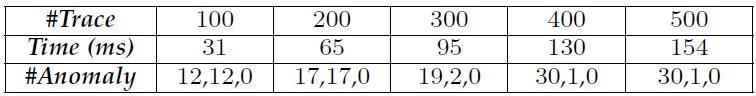 #Trace 100 200 300 400 500
Time (ms) 31 65 95 130 154
#Anomaly 12,12,0 17,17,0 19,2,0 30,1,0 30,1,0